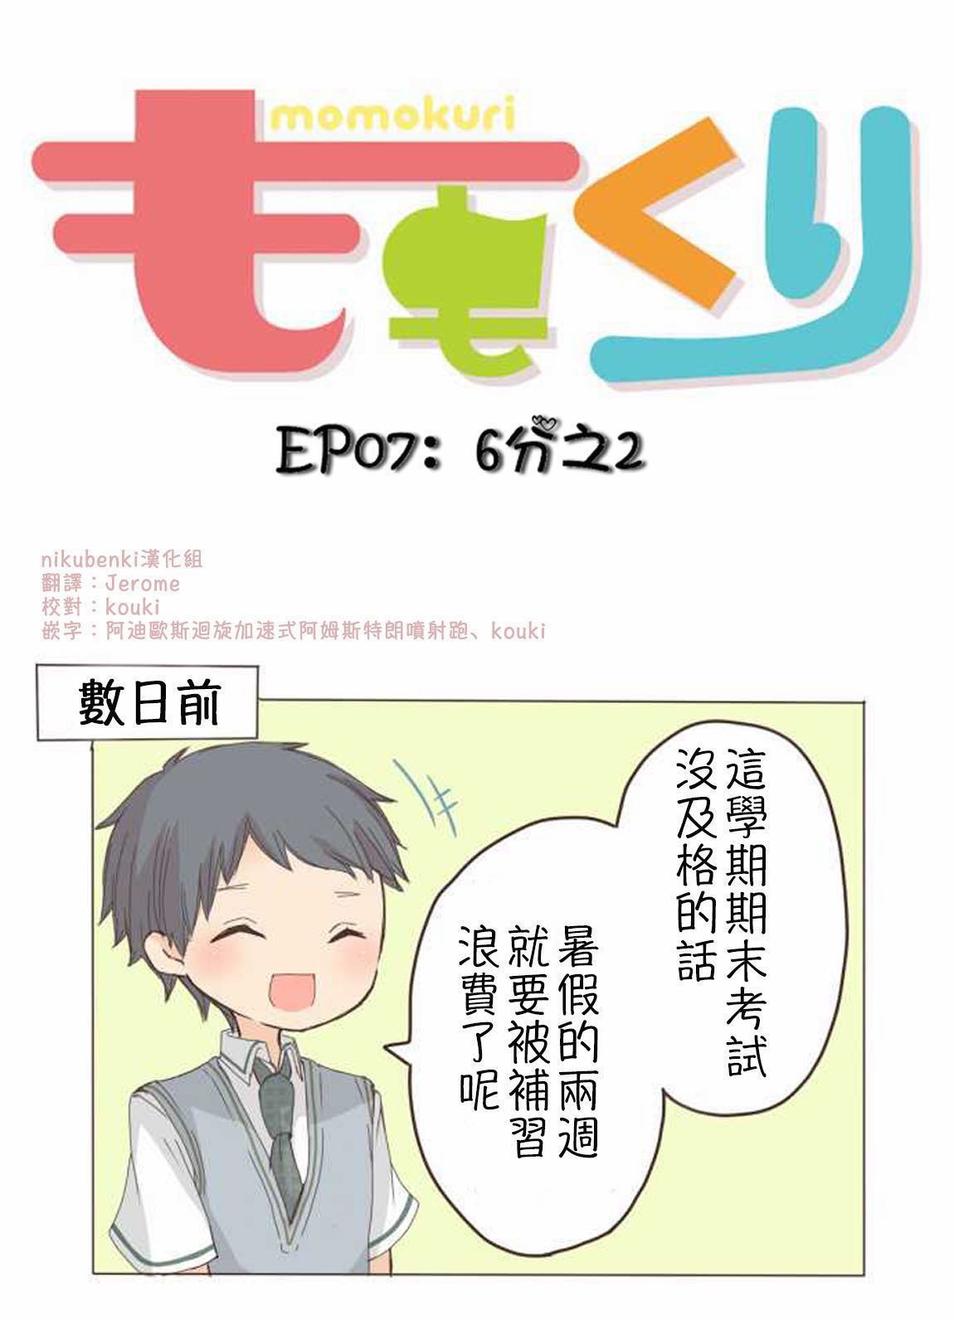 momokuri
ももくり
EP07：6分之2
nikubenki漢化組
翻譯：Jerome
校對：kouki
嵌字：阿迪歐斯迴旋加速式阿姆斯特朗噴射跑、kouki
數日前
這學期期末考試
沒及格的話
暑假的兩週
就要被補習
浪費了呢